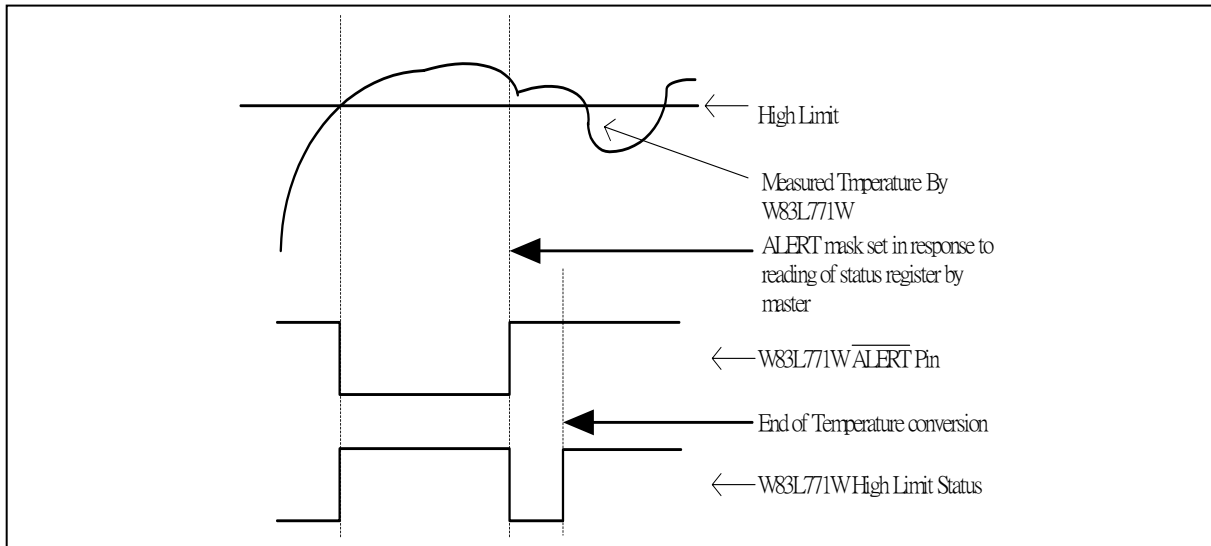 High Limit
Measured Tmperature By
W83L771W
ALERT mask set in response to
reading of status register by
master
W83L771W ALERT Pin
End of Temperature conversion
W83L771W High Limit Status